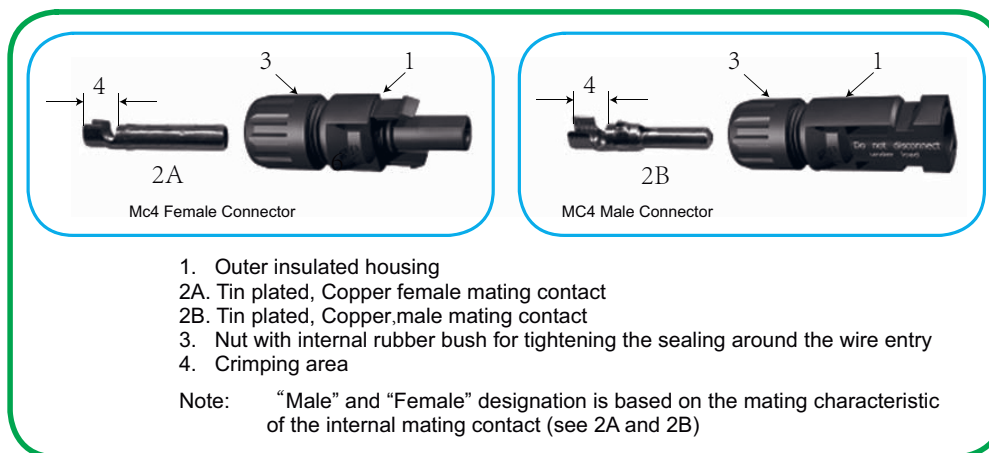 3
1
4
2A
Mc4 Female Connector
3
1
4
2B
Do not disconnect
under load
MC4 Male Connector
1. Outer insulated housing
2A. Tin plated, Copper female mating contact
2B. Tin plated, Copper,male mating contact
3. Nut with internal rubber bush for tightening the sealing around the wire entry
4. Crimping area
Note: “Male” and “Female” designation is based on the mating characteristic
of the internal mating contact (see 2A and 2B)